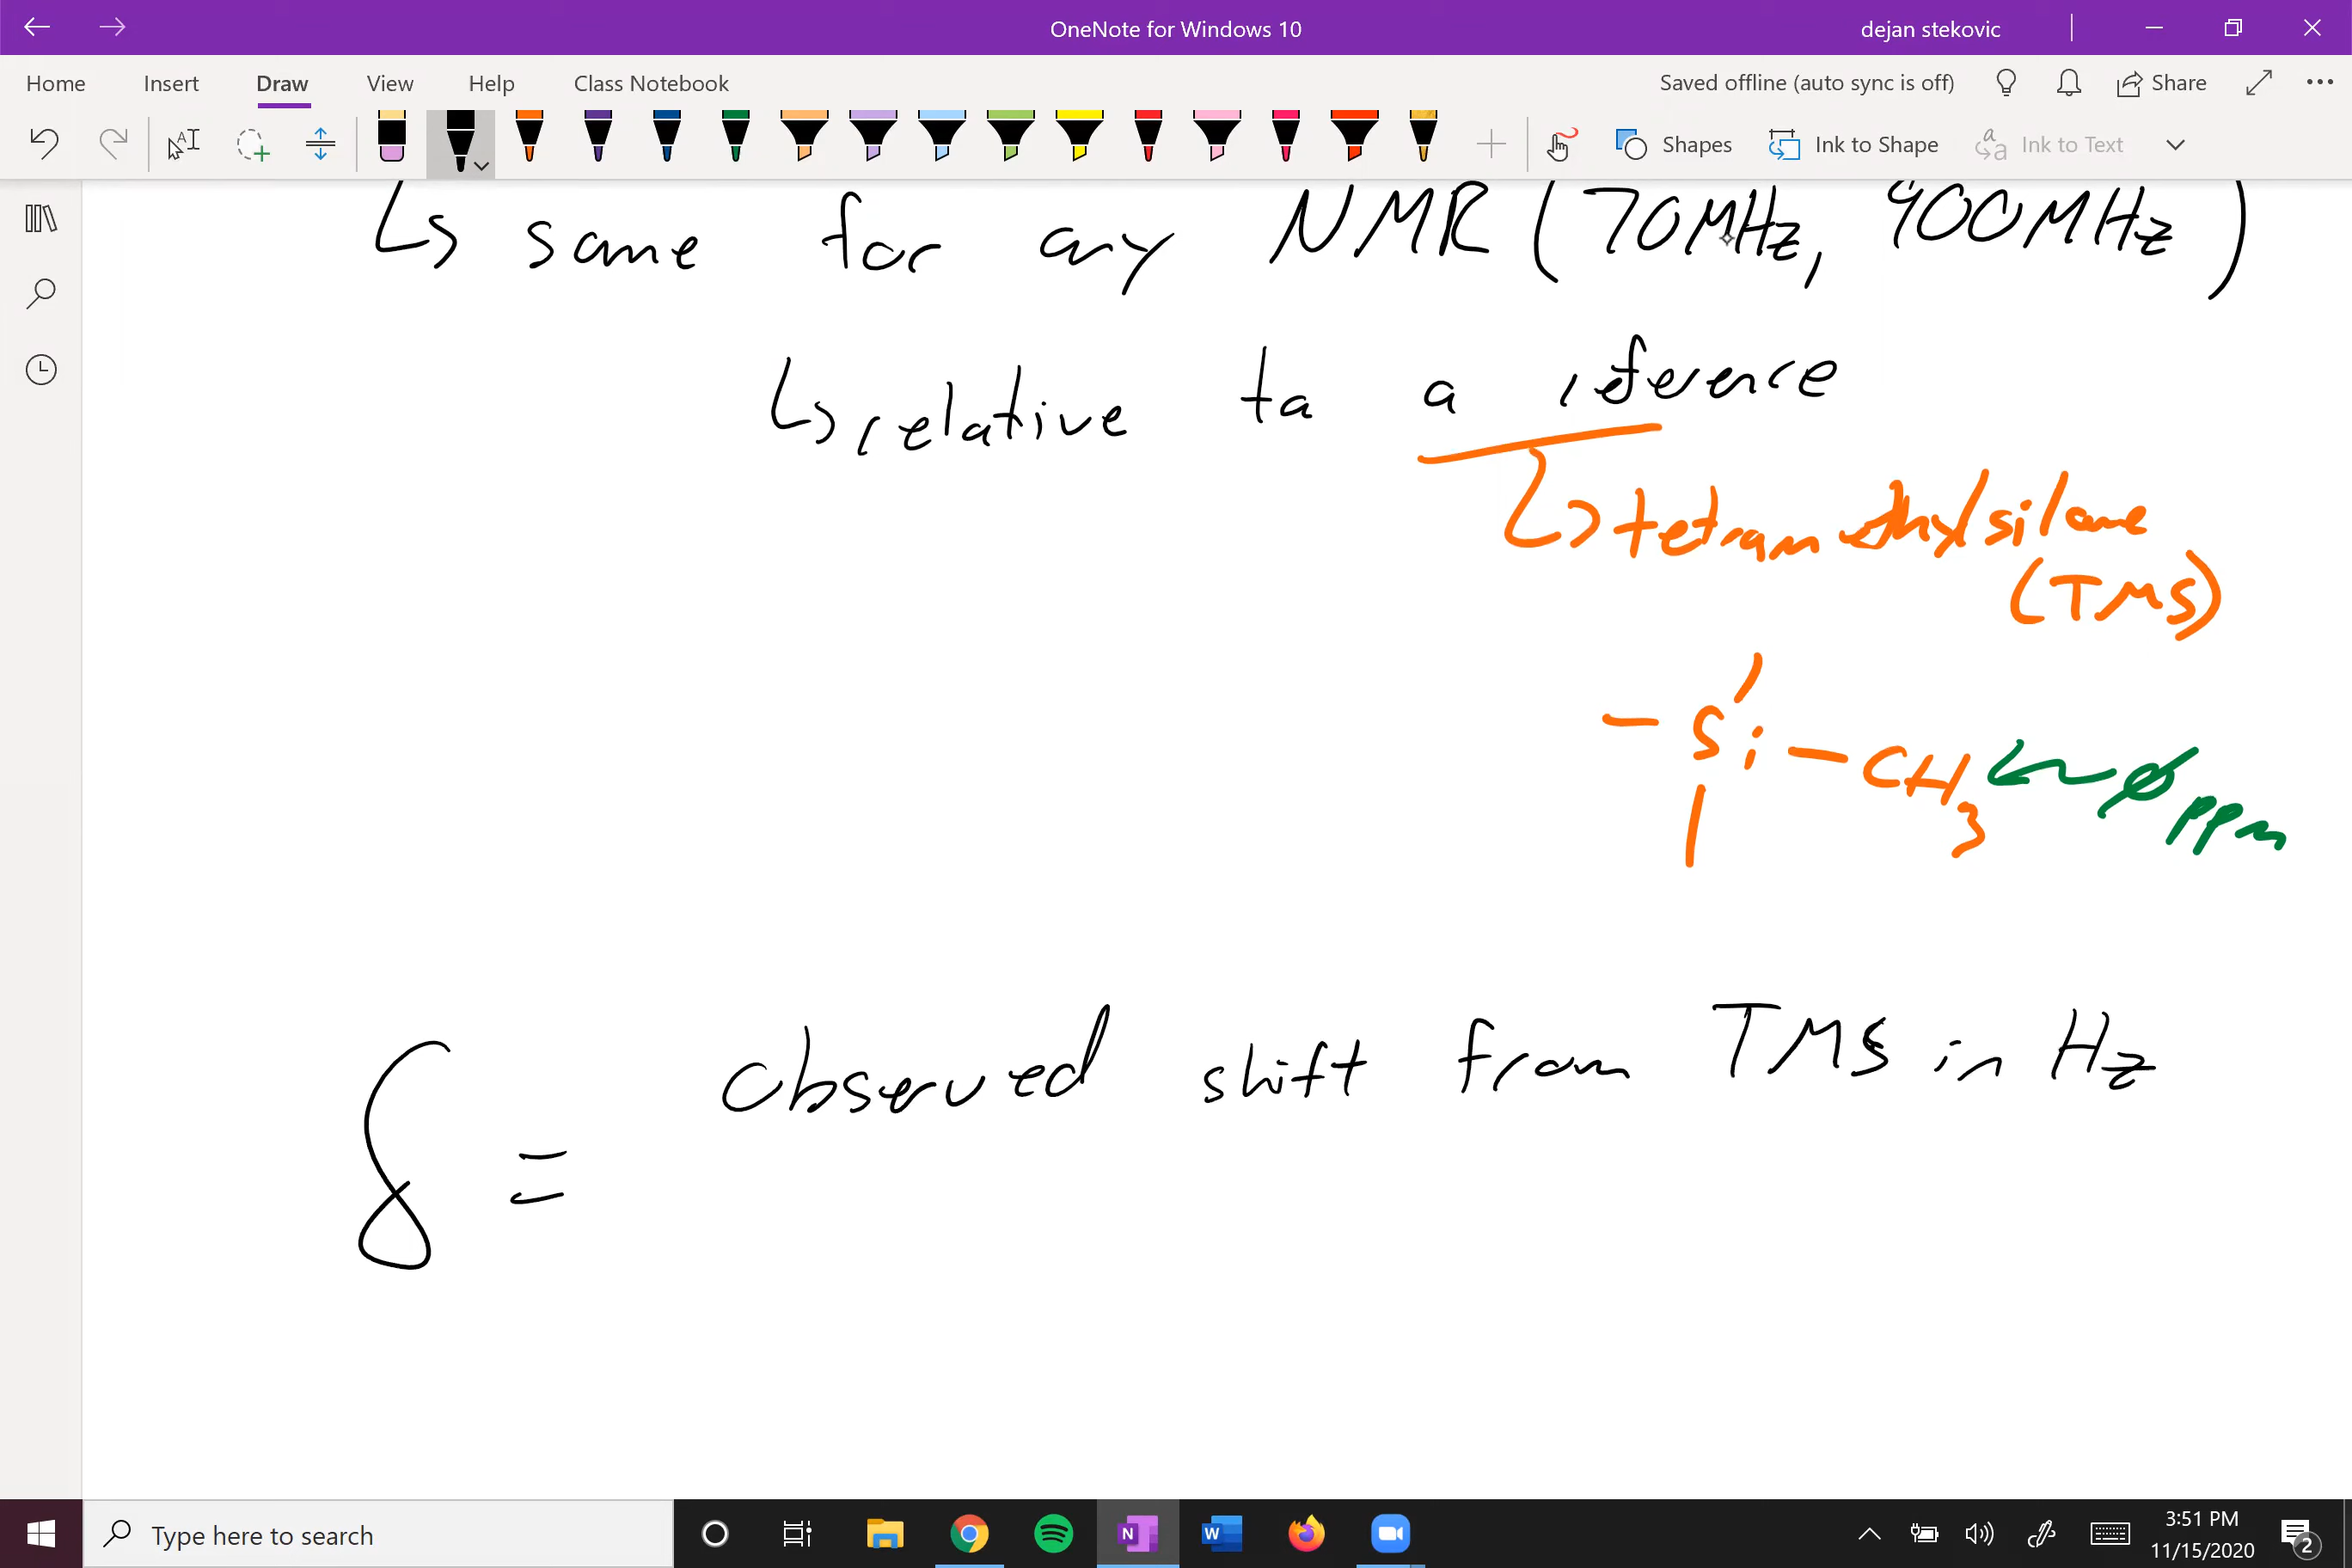 OneNote for Windows 10
dejan stekovic
Home Insert Draw View Help Class Notebook
Saved offline (auto sync is off) Share
Shapes Ink to Shape Ink to Text
↳ same for any NMR (70MHz, 900MHz)
↳ relative to a reference
↳ tetramethylsilane
(TMS)
- Si - CH3 ← 0 ppm
observed shift from TMS in Hz
δ =
Type here to search
3:51 PM
11/15/2020
2